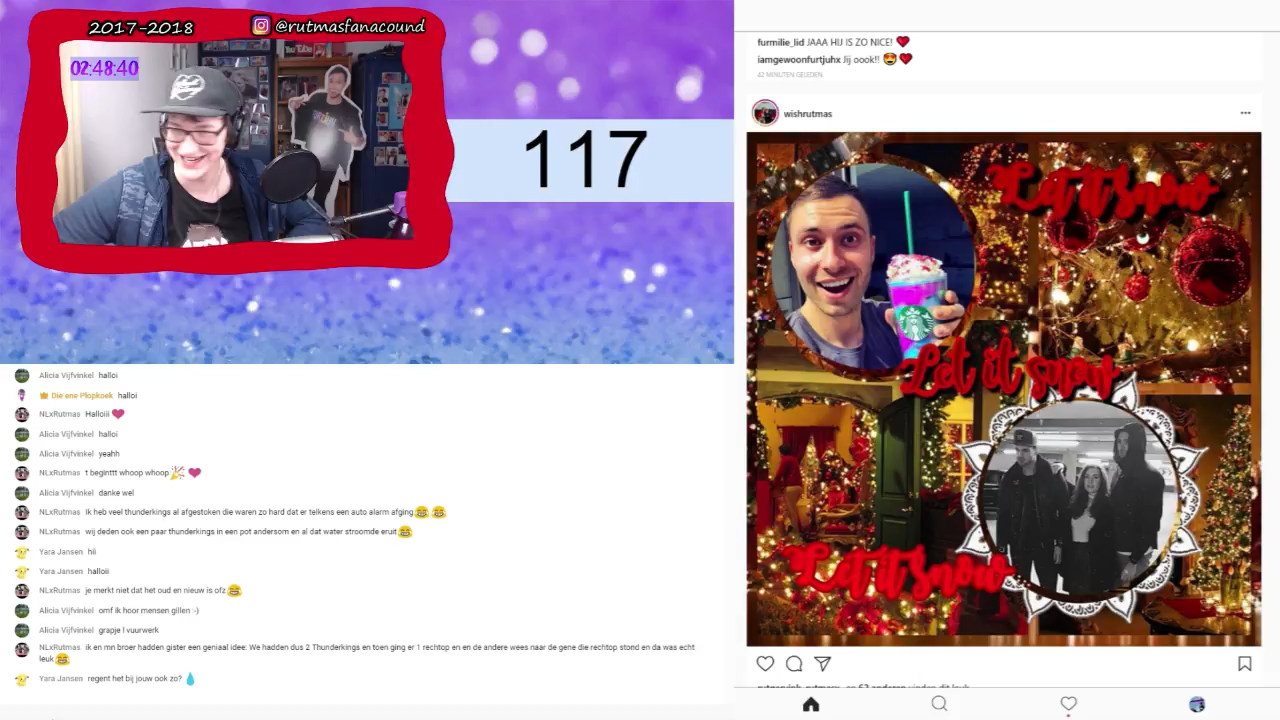 2017-2018
@rutmasfanacound
02:48:40
117
Alicia Vijfvinkel halloi
Die ene Plopkoek halloi
NLxRutmas Halloiii
Alicia Vijfvinkel halloi
Alicia Vijfvinkel yeahh
NLxRutmas t beginttt whoop whoop
Alicia Vijfvinkel danke wel
NLxRutmas Ik heb veel thunderkings al afgestoken die waren zo hard dat er telkens een auto alarm afging
NLxRutmas wij deden ook een paar thunderkings in een pot andersom en al dat water stroomde eruit
Yara Jansen hii
Yara Jansen halloii
NLxRutmas je merkt niet dat het oud en nieuw is ofz
Alicia Vijfvinkel omf ik hoor mensen gillen :-)
Alicia Vijfvinkel grapje ! vuurwerk
NLxRutmas ik en mn broer hadden gister een geniaal idee: We hadden dus 2 Thunderkings en toen ging er 1 rechtop en en de andere wees naar de gene die rechtop stond en da was echt
leuk
Yara Jansen regent het bij jouw ook zo?
furmilie_lid JAAA HIJ IS ZO NICE!
iamgewoonfurtjuhx Jij oook!!
42 MINUTEN GELEDEN
wishrutmas
Let it snow
Let it snow
Let it snow